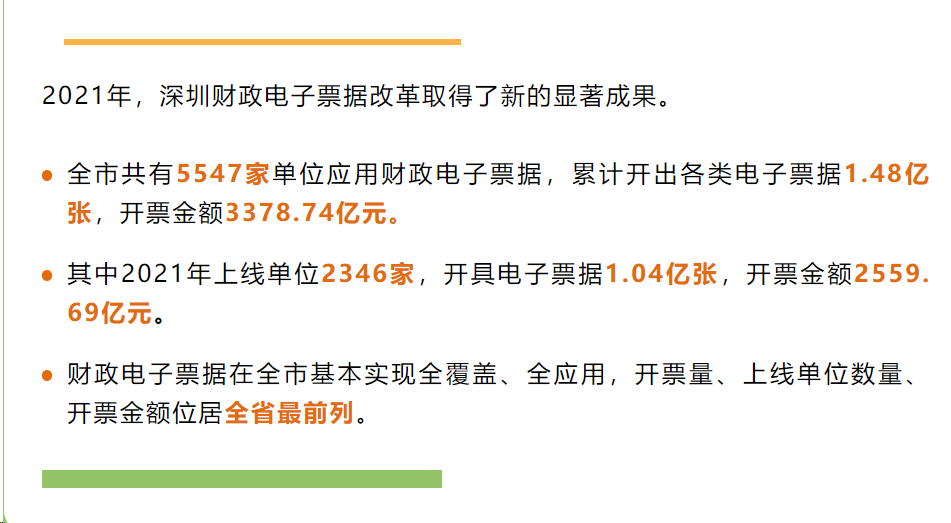 2021年，深圳财政电子票据改革取得了新的显著成果。
全市共有5547家单位应用财政电子票据，累计开出各类电子票据1.48亿
张，开票金额3378.74亿元。
其中2021年上线单位2346家，开具电子票据1.04亿张，开票金额2559.
69亿元。
财政电子票据在全市基本实现全覆盖、全应用，开票量、上线单位数量、
开票金额位居全省最前列。